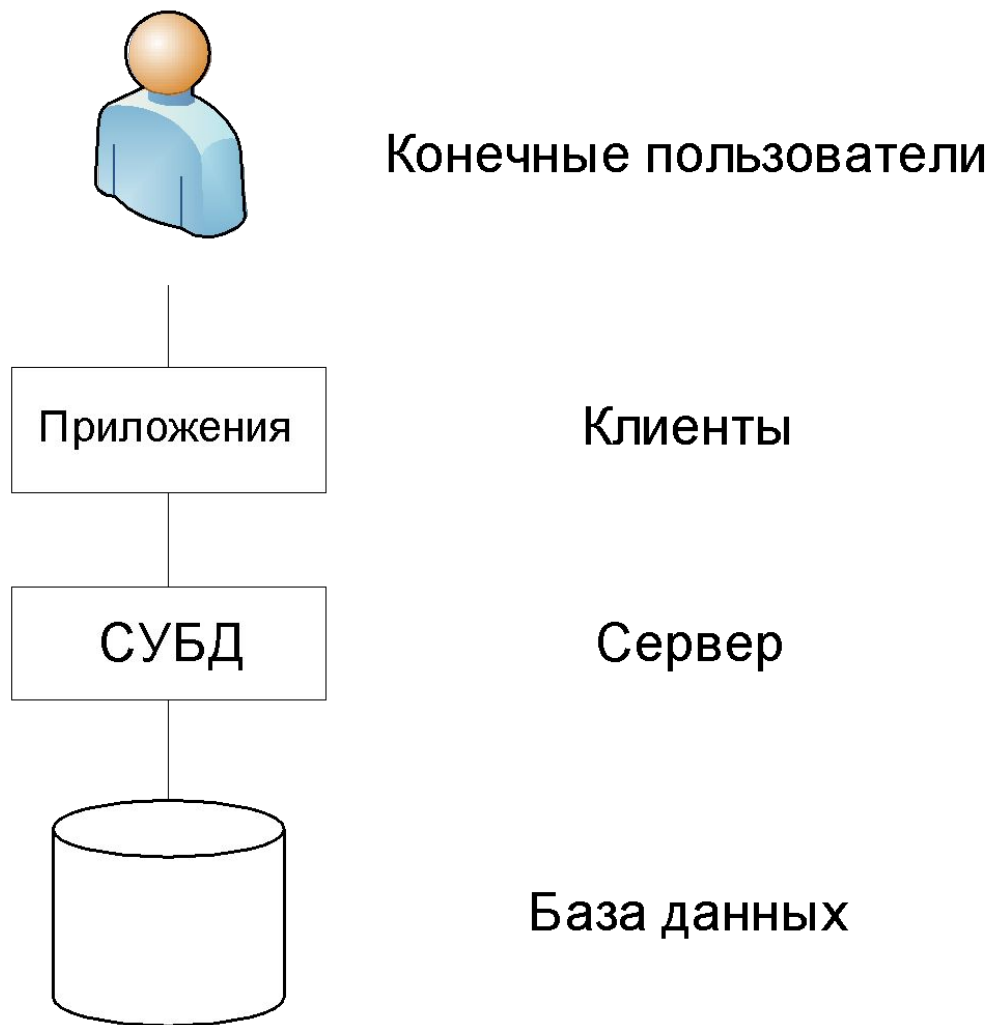 Конечные пользователи
Приложения
Клиенты
СУБД
Сервер
База данных